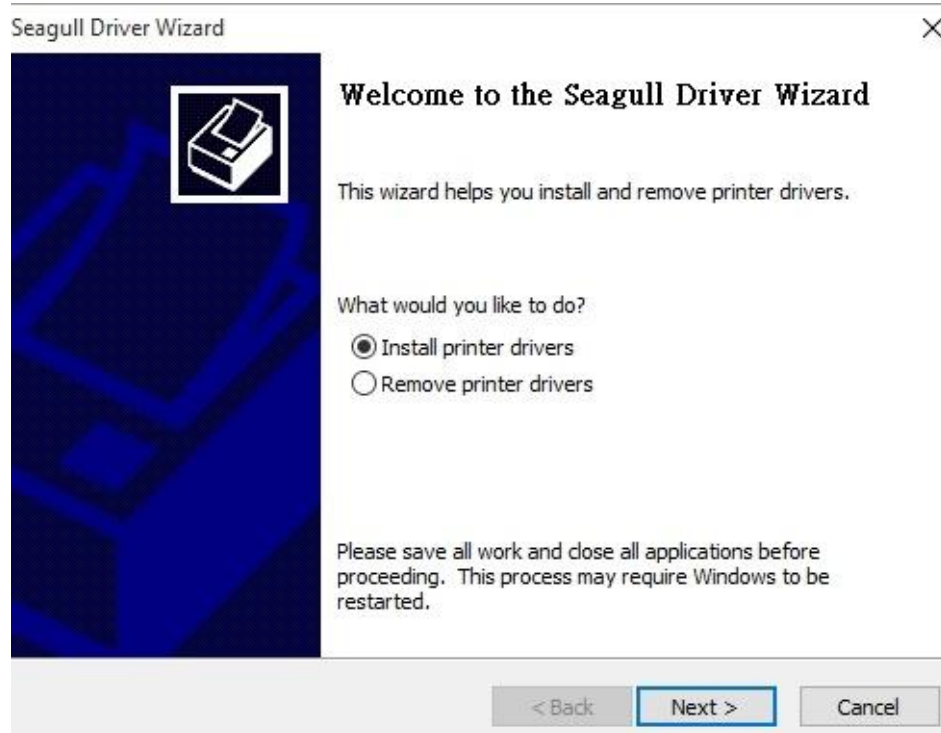 Seagull Driver Wizard
Welcome to the Seagull Driver Wizard
This wizard helps you install and remove printer drivers.
What would you like to do?
Install printer drivers
Remove printer drivers
Please save all work and close all applications before
proceeding. This process may require Windows to be
restarted.
< Back Next > Cancel